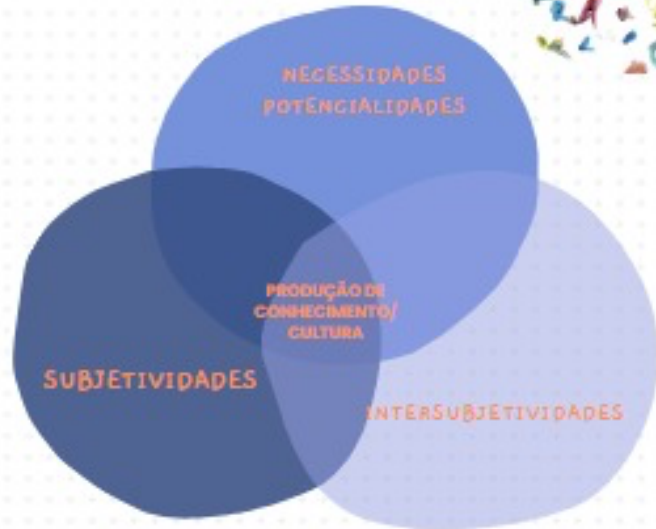 NECESSIDADES
POTENCIALIDADES
PRODUÇÃO DE
CONHECIMENTO/
CULTURA
SUBJETIVIDADES
INTERSUBJETIVIDADES